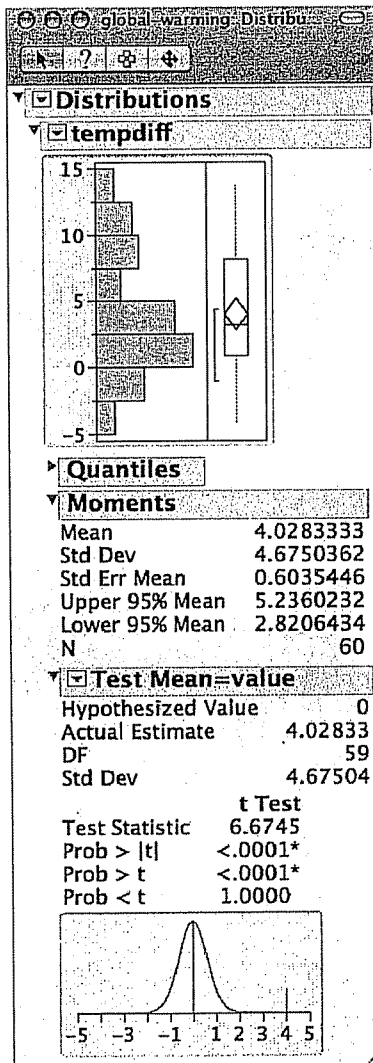 global_warming: Distribu...
?
Distributions
tempdiff
15
10
5
0
-5
Quantiles
Moments
Mean 4.0283333
Std Dev 4.6750362
Std Err Mean 0.6035446
Upper 95% Mean 5.2360232
Lower 95% Mean 2.8206434
N 60
Test Mean=value
Hypothesized Value 0
Actual Estimate 4.02833
DF 59
Std Dev 4.67504
t Test
Test Statistic 6.6745
Prob > |t| <.0001*
Prob > t <.0001*
Prob < t 1.0000
-5 -3 -1 1 2 3 4 5